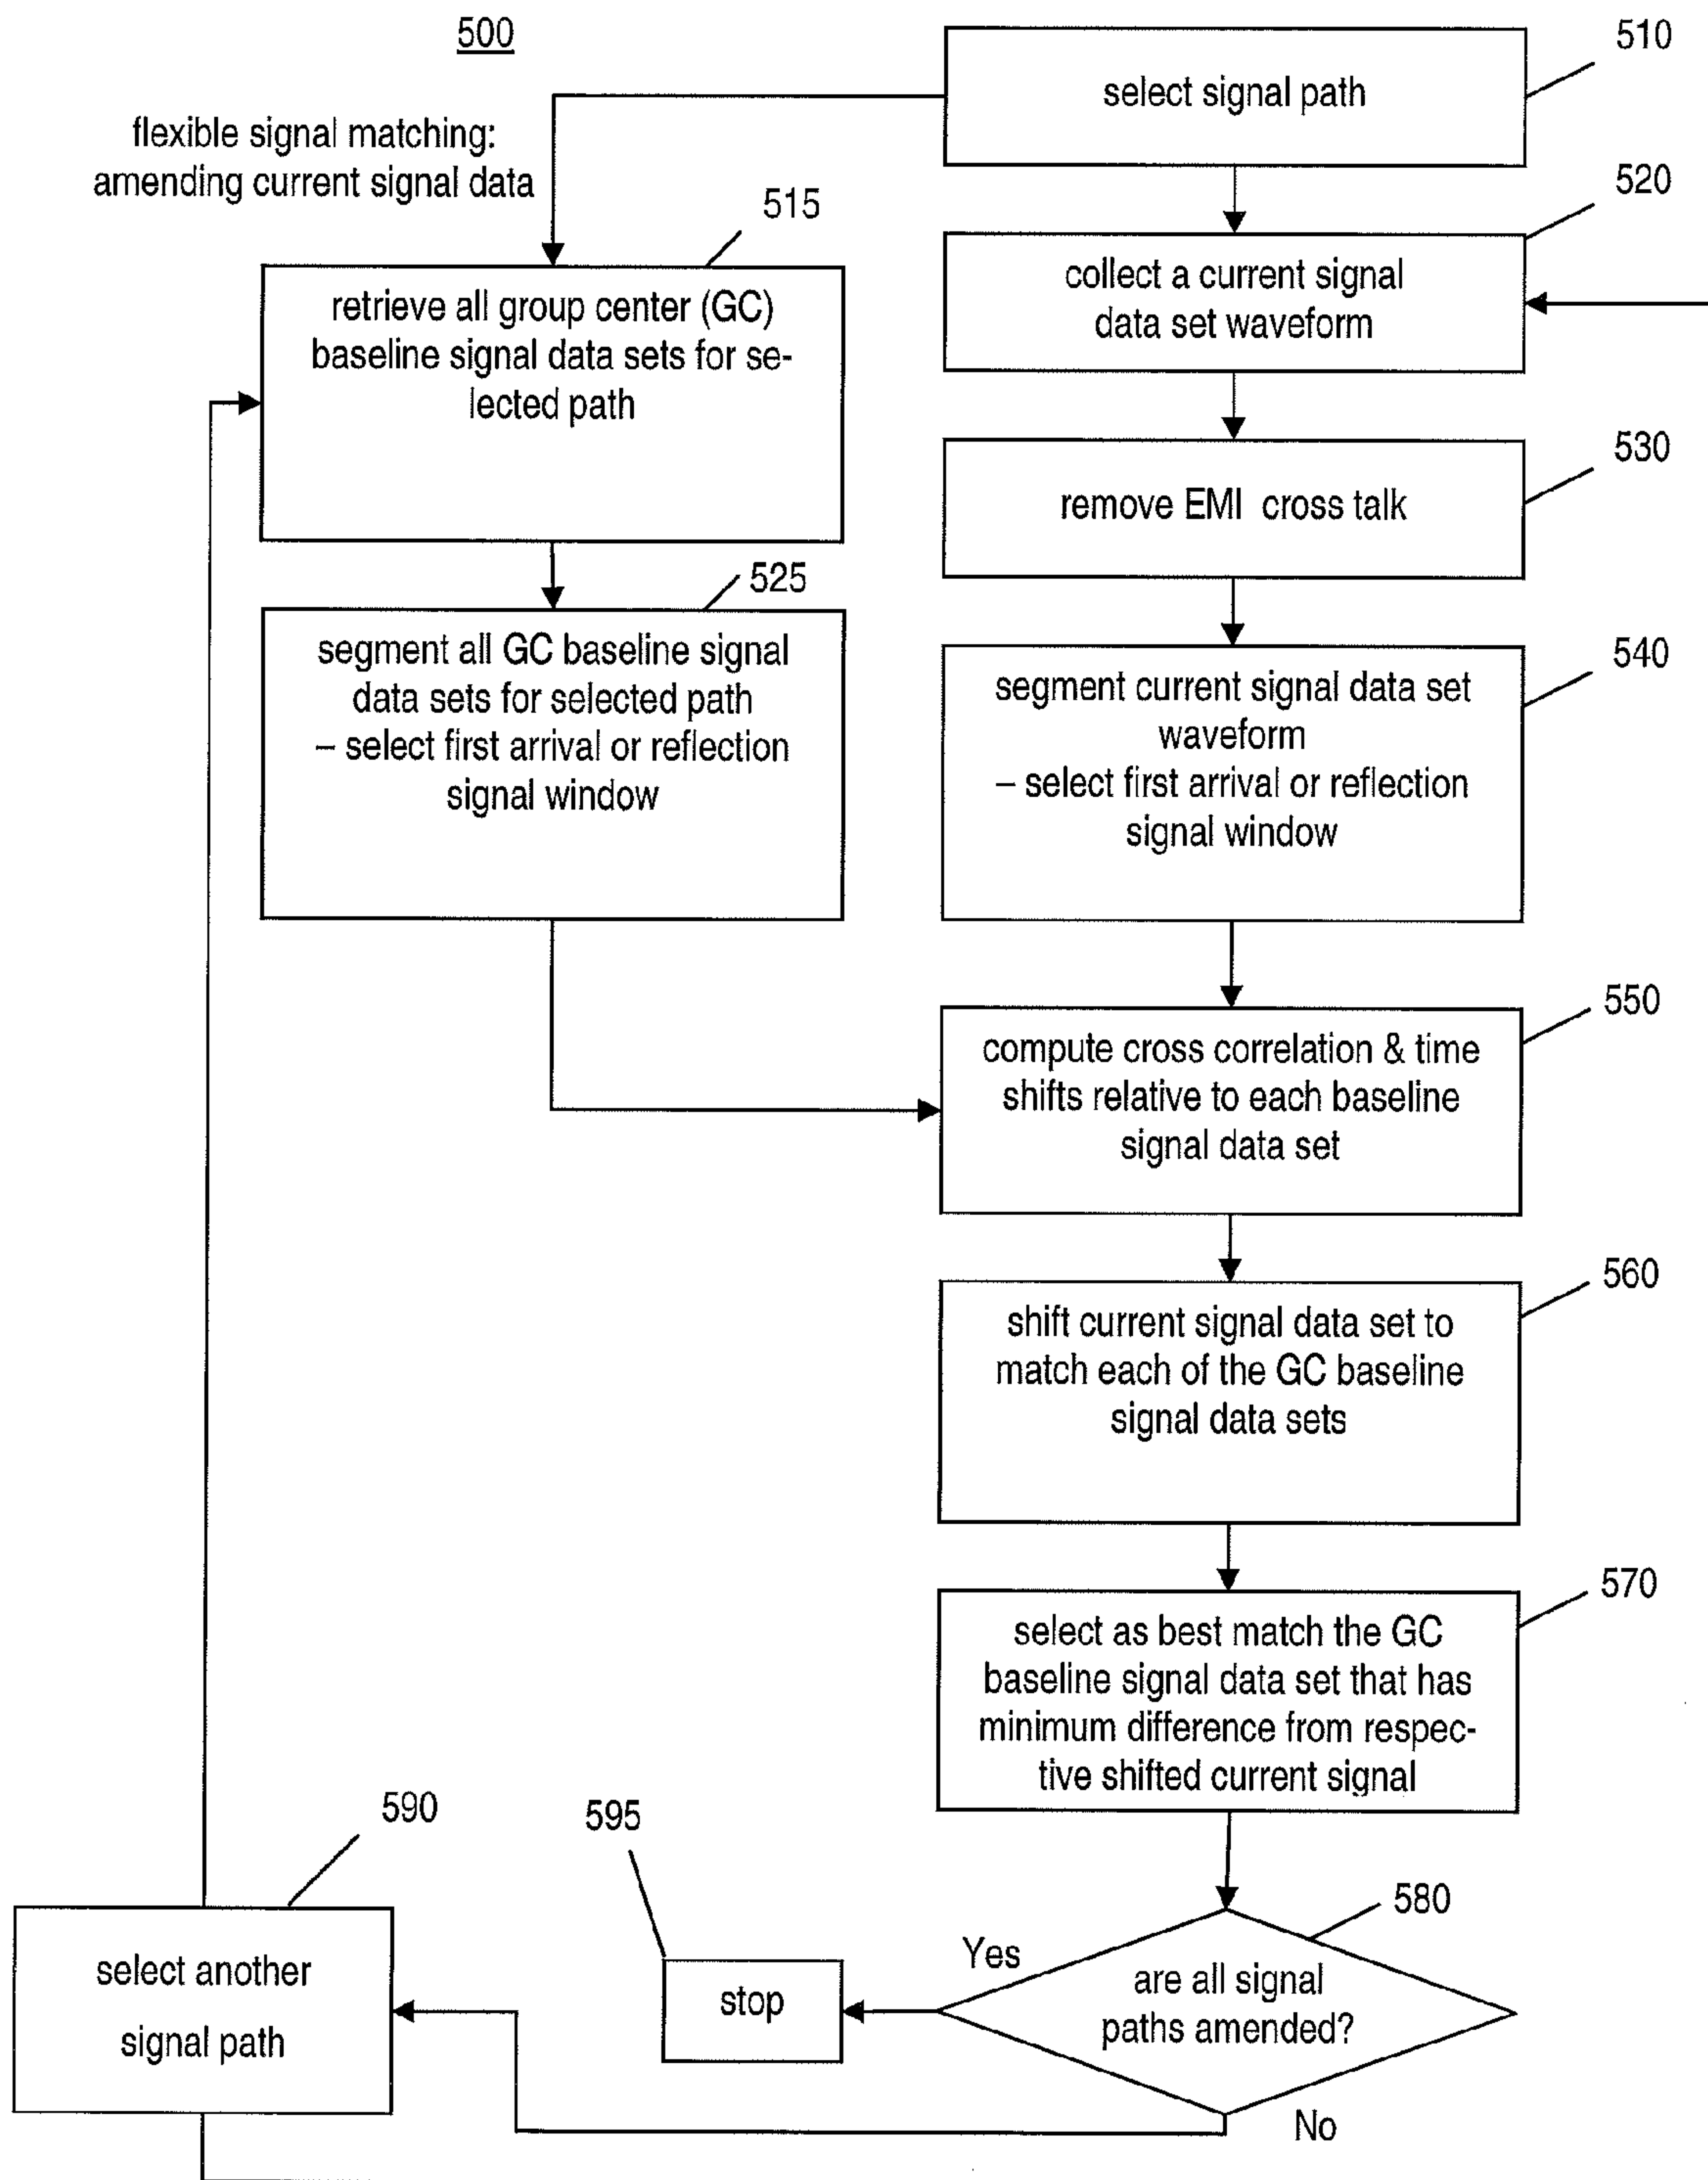 500
510
select signal path
flexible signal matching:
amending current signal data
515
520
retrieve all group center (GC)
baseline signal data sets for se-
lected path
collect a current signal
data set waveform
530
remove EMI cross talk
525
segment all GC baseline signal
data sets for selected path
– select first arrival or reflection
signal window
540
segment current signal data set
waveform
– select first arrival or reflection
signal window
550
compute cross correlation & time
shifts relative to each baseline
signal data set
560
shift current signal data set to
match each of the GC baseline
signal data sets
570
select as best match the GC
baseline signal data set that has
minimum difference from respec-
tive shifted current signal
580
are all signal
paths amended?
Yes
No
595
stop
590
select another
signal path